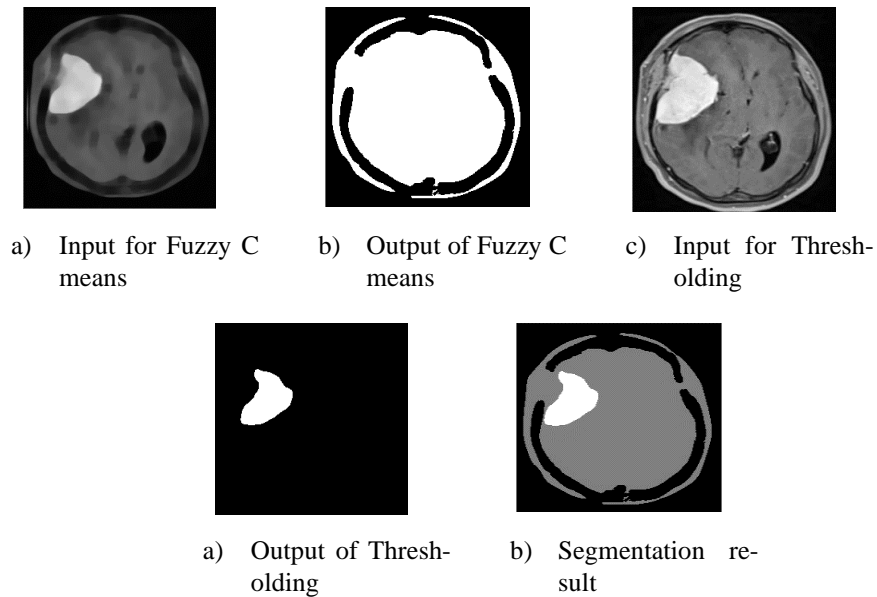 a) Input for Fuzzy C
means
b) Output of Fuzzy C
means
c) Input for Thresh-
olding
a) Output of Thresh-
olding
b) Segmentation re-
sult